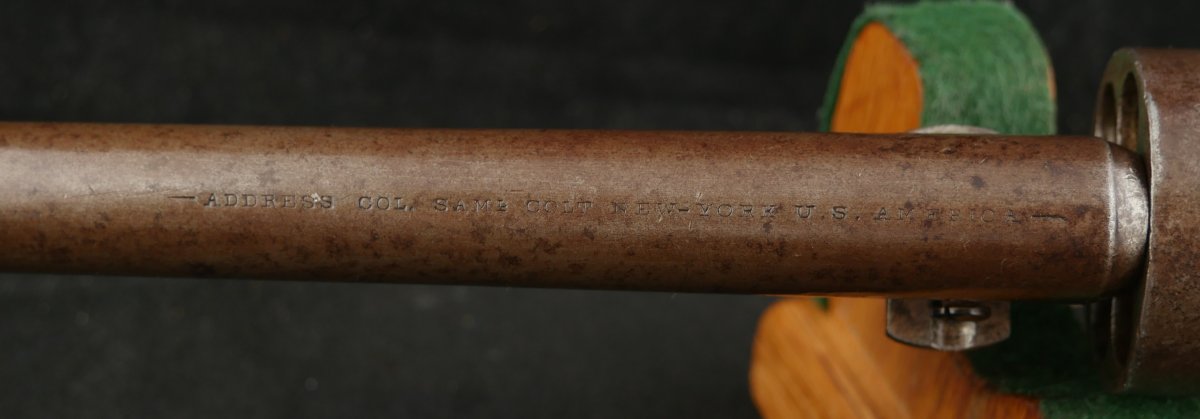 —ADDRESS COL. SAML COLT NEW-YORK U.S. AMERICA—